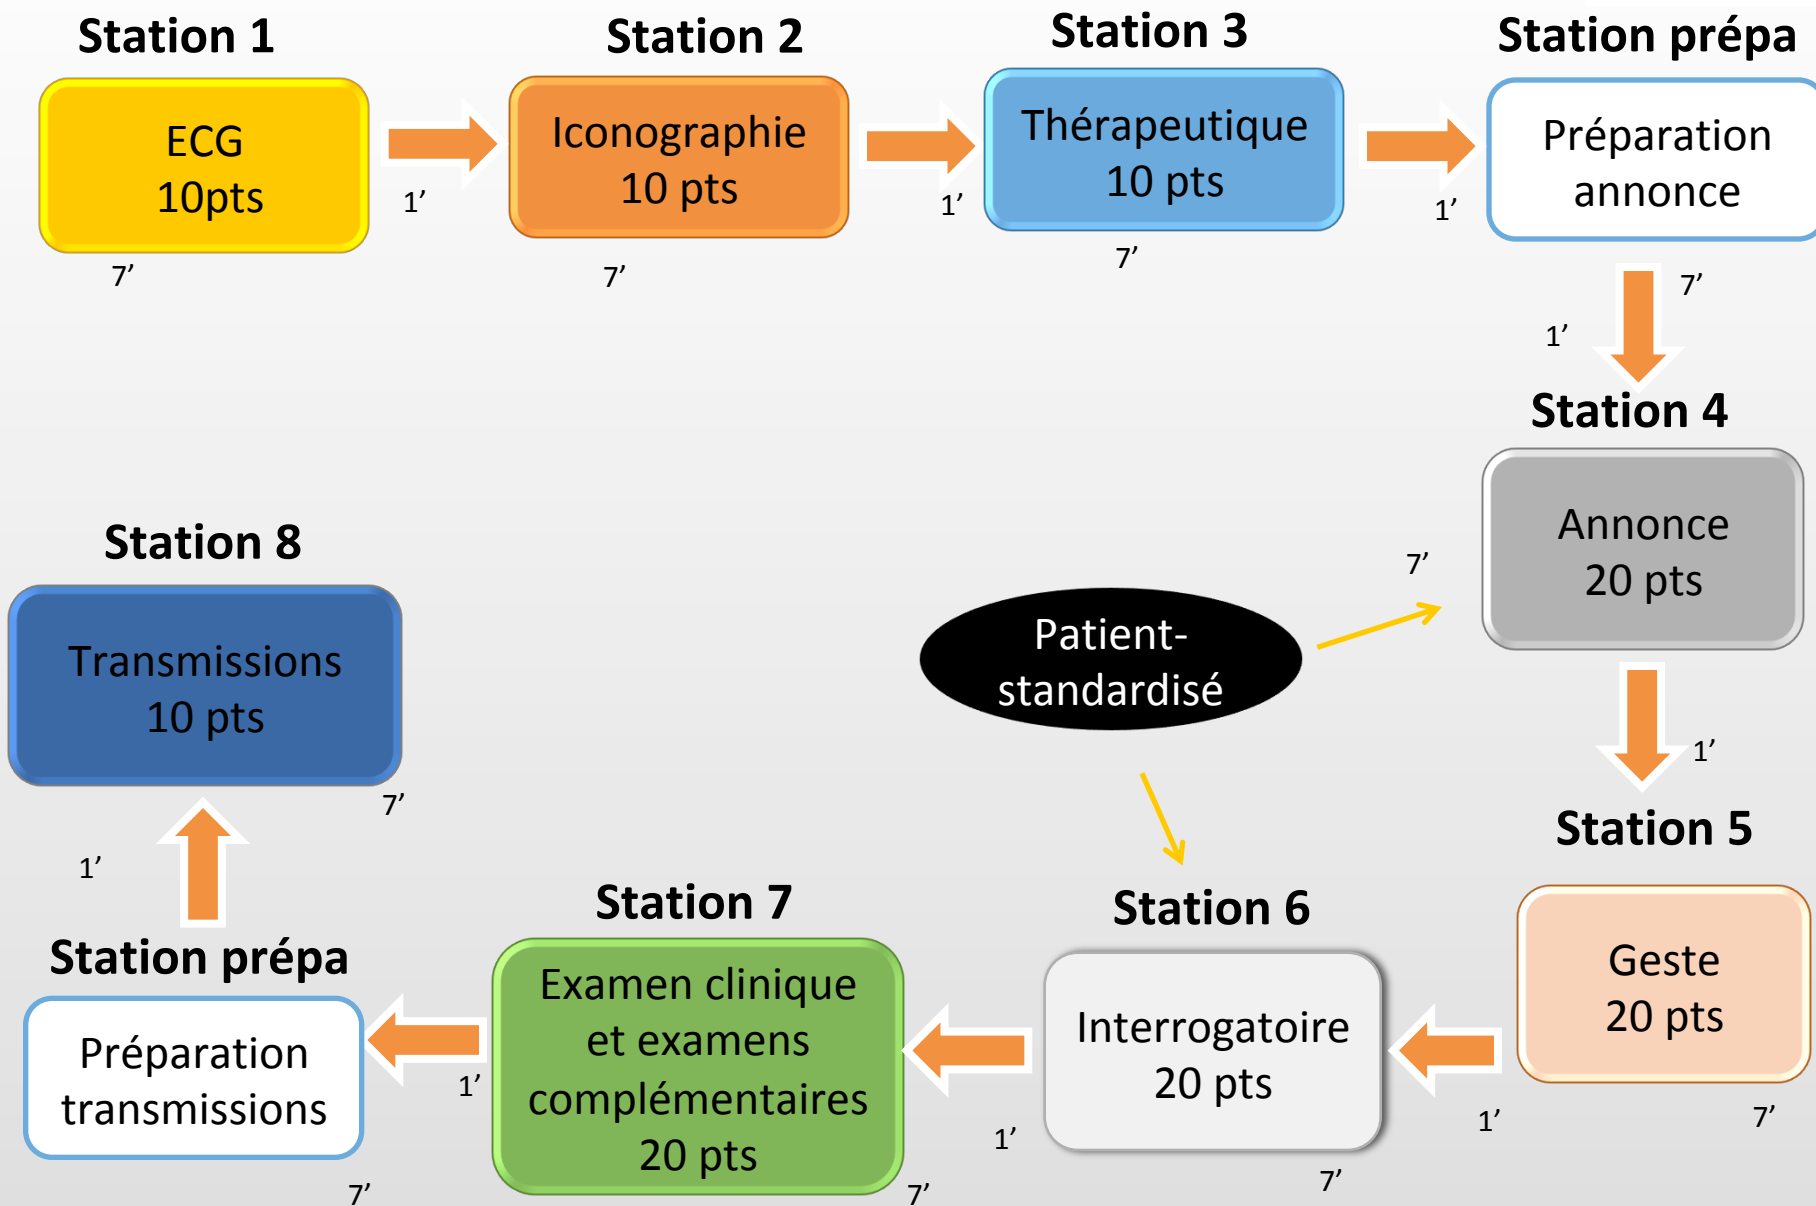 Station 1
ECG
10pts
7’
1’
Station 2
Iconographie
10 pts
7’
1’
Station 3
Thérapeutique
10 pts
7’
1’
Station prépa
Préparation
annonce
7’
1’
Station 4
Annonce
20 pts
7’
Patient-
standardisé
1’
Station 5
Geste
20 pts
7’
1’
Station 6
Interrogatoire
20 pts
7’
1’
Station 7
Examen clinique
et examens
complémentaires
20 pts
7’
1’
Station prépa
Préparation
transmissions
7’
1’
Station 8
Transmissions
10 pts
7’